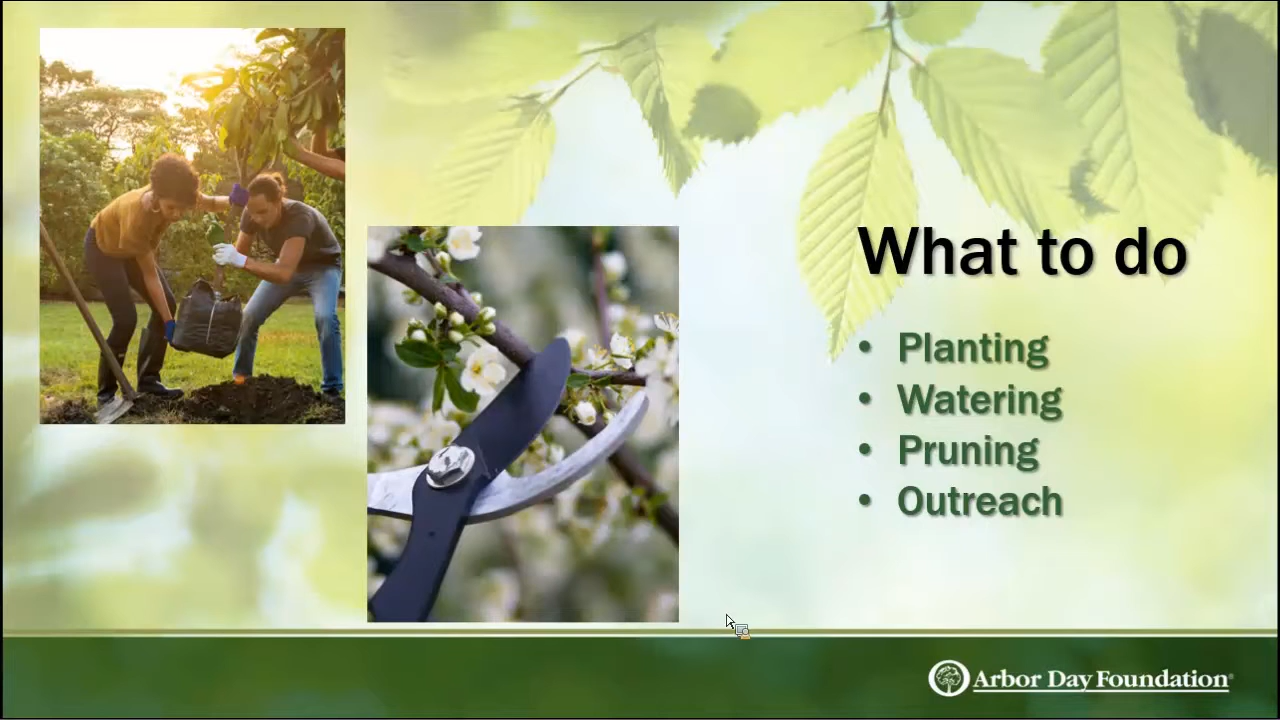 What to do
• Planting
• Watering
• Pruning
• Outreach
Arbor Day Foundation®